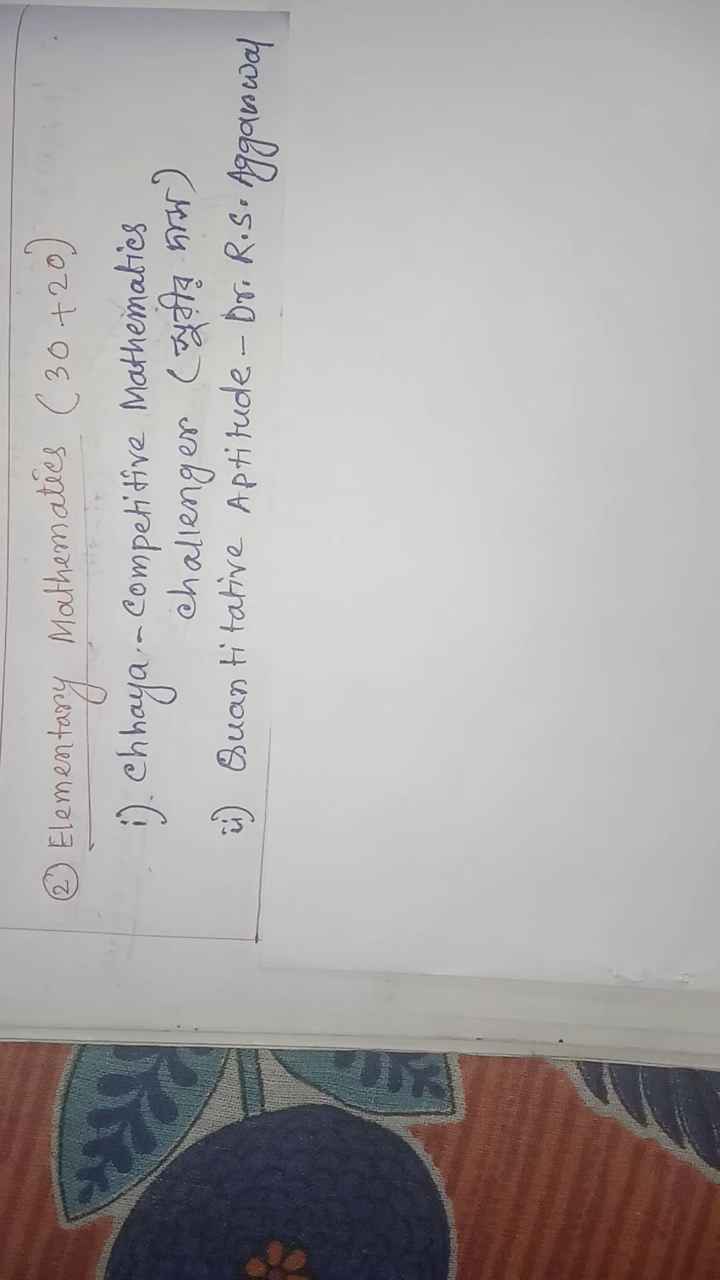 ② Elementary Mathematics (30+20)
i). Chhaya - Competitive Mathematics
Challenger (সুবীর দাস)
ii) Quantitative Aptitude - Dr. R.S. Aggarwal